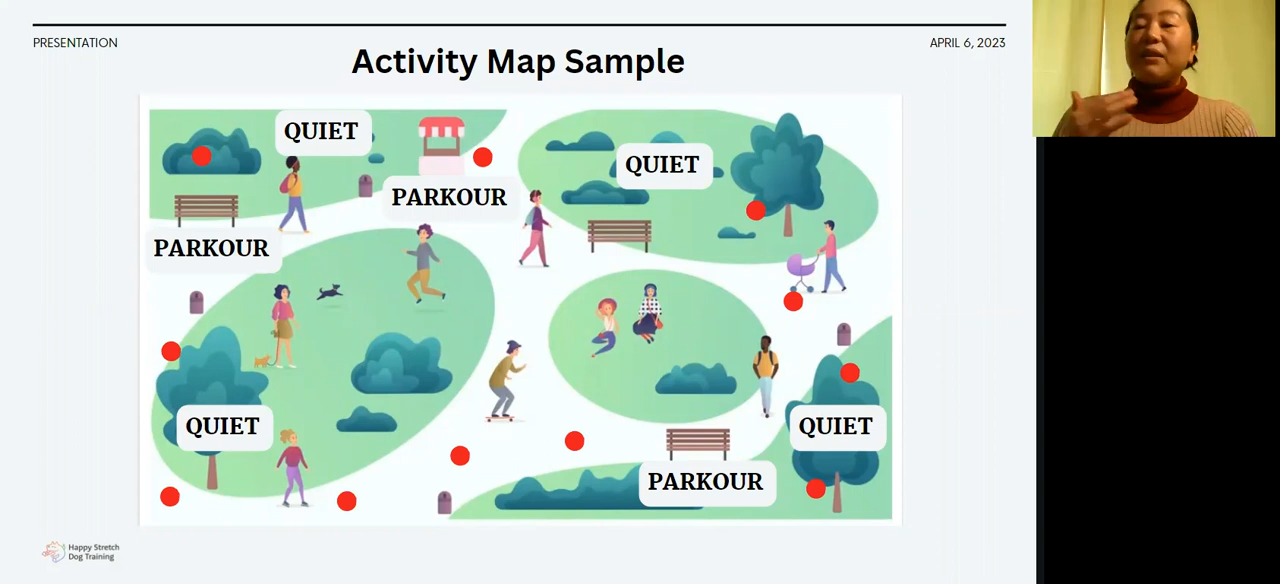 PRESENTATION
APRIL 6, 2023
Activity Map Sample
QUIET
QUIET
PARKOUR
PARKOUR
QUIET
QUIET
PARKOUR
Happy Stretch
Dog Training